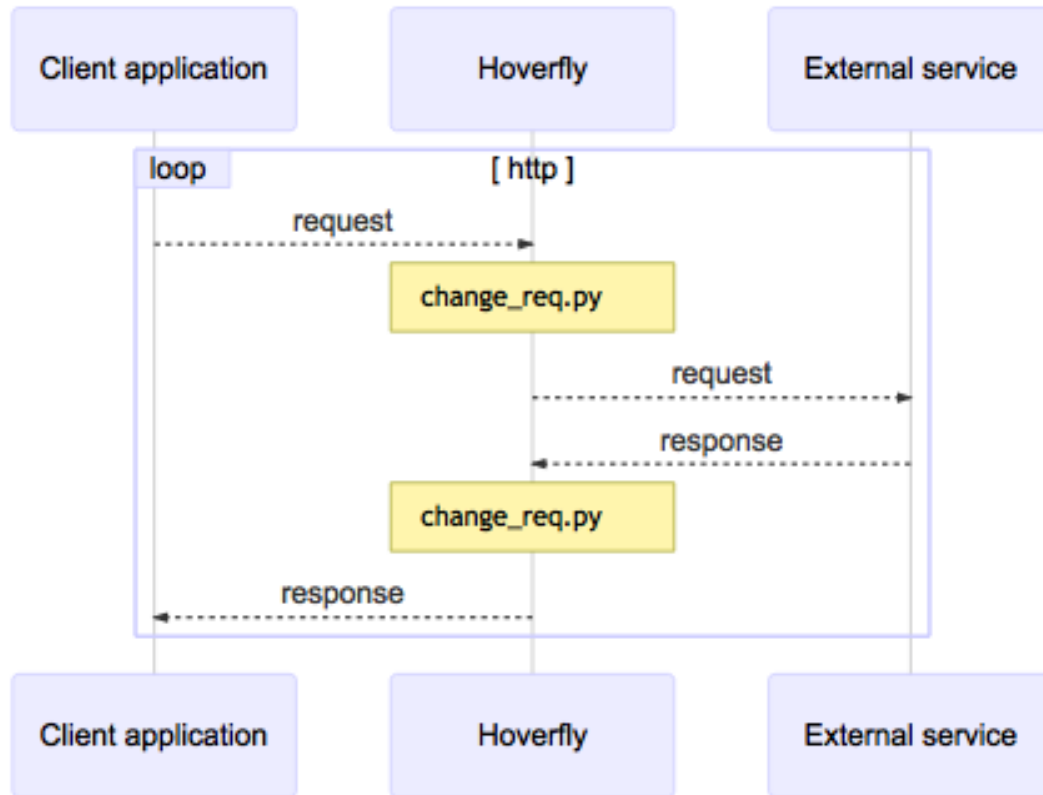 Client application
Hoverfly
External service
loop
[ http ]
request
change_req.py
request
response
change_req.py
response
Client application
Hoverfly
External service